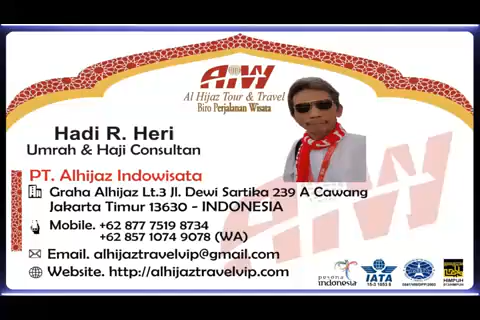 AIW
Al Hijaz Tour & Travel
Biro Perjalanan Wisata
Hadi R. Heri
Umrah & Haji Consultan
PT. Alhijaz Indowisata
Graha Alhijaz Lt.3 Jl. Dewi Sartika 239 A Cawang
Jakarta Timur 13630 - INDONESIA
Mobile. +62 877 7519 8734
+62 857 1074 9078 (WA)
Email. alhijaztravelvip@gmail.com
Website. http://alhijaztravelvip.com
pesona
indonesia
IATA
HIMPUH